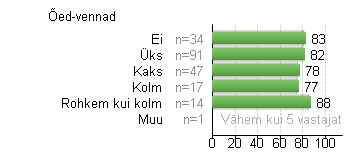 Õed-vennad
Ei n=34 83
Üks n=91 82
Kaks n=47 78
Kolm n=17 77
Rohkem kui kolm n=14 88
Muu n=1 Vähem kui 5 vastajat
0 20 40 60 80 100